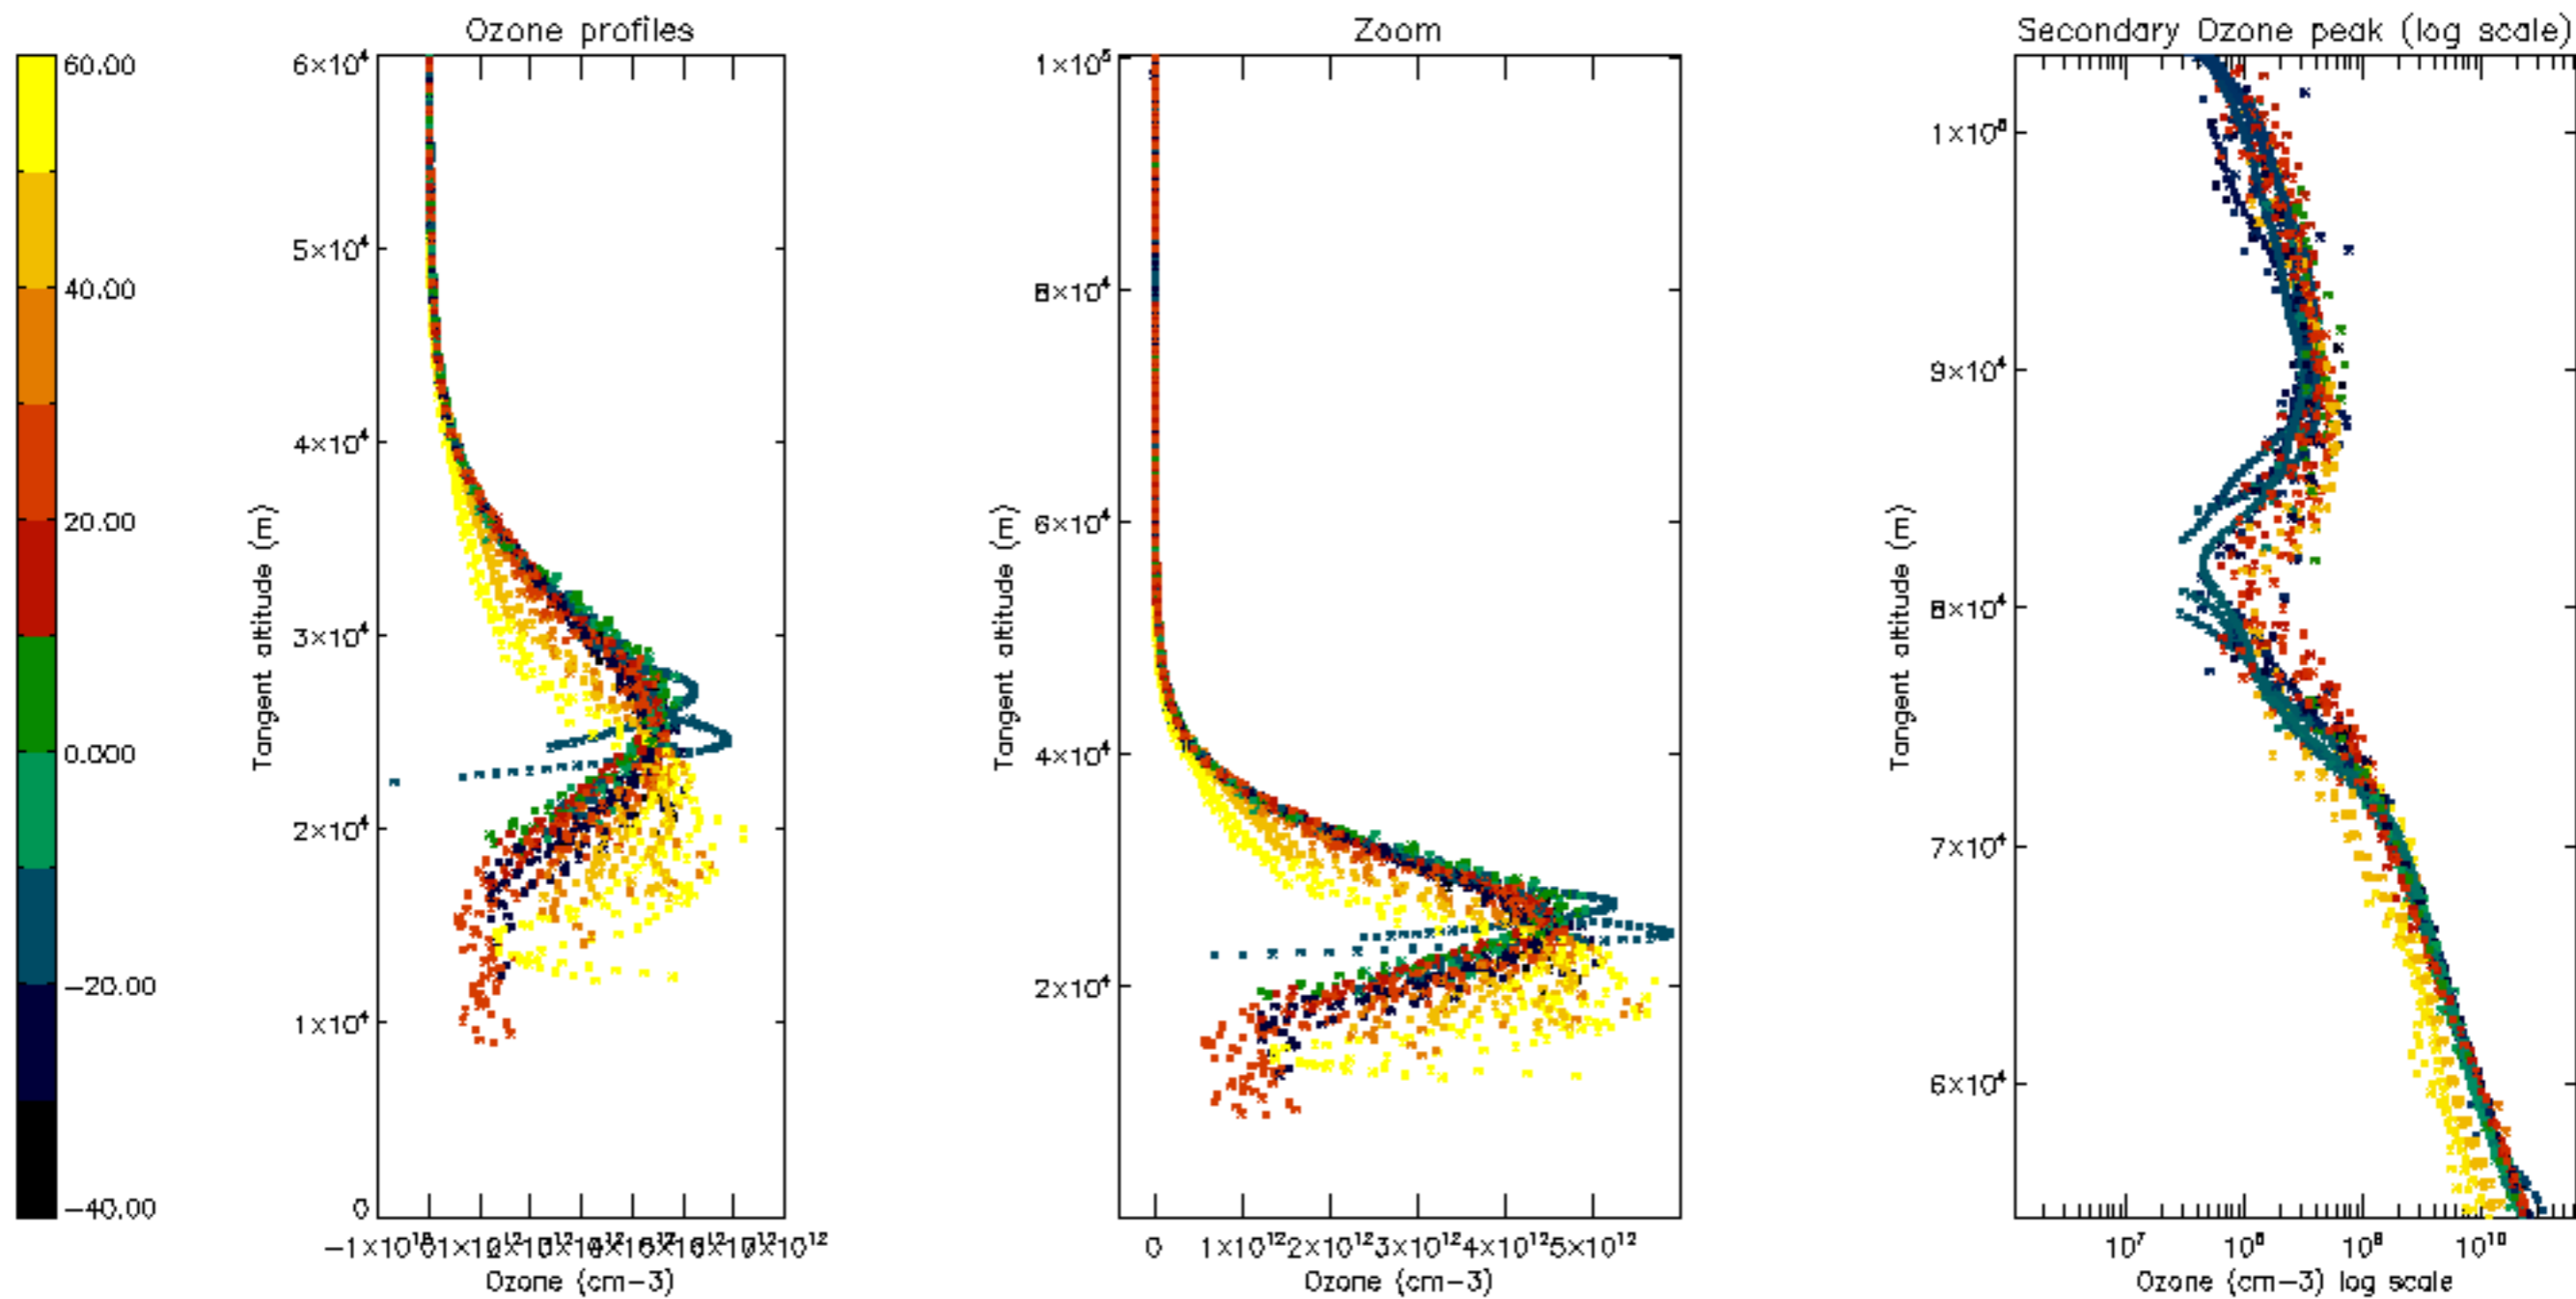 Ozone profiles
Zoom
Secondary Ozone peak (log scale)
60.00
40.00
20.00
0.000
−20.00
−40.00
6×10⁴
5×10⁴
4×10⁴
3×10⁴
2×10⁴
1×10⁴
0
Tangent altitude (m)
Ozone (cm−3)
1×10⁵
8×10⁴
6×10⁴
4×10⁴
2×10⁴
Tangent altitude (m)
0 1×10¹² 2×10¹² 3×10¹² 4×10¹² 5×10¹²
Ozone (cm−3)
9×10⁴
8×10⁴
7×10⁴
6×10⁴
Tangent altitude (m)
10⁷ 10⁸ 10⁹ 10¹⁰
Ozone (cm−3) log scale